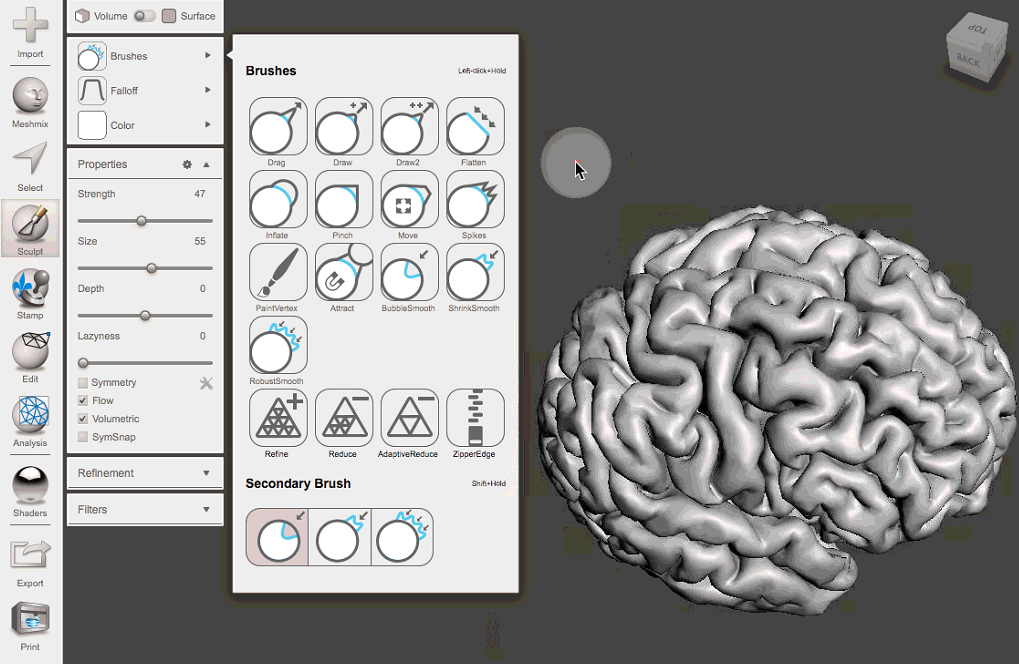 Import
Meshmix
Select
Sculpt
Stamp
Edit
Analysis
Shaders
Export
Print
Volume Surface
Brushes
Falloff
Color
Properties
Strength 47
Size 55
Depth 0
Lazyness 0
Symmetry
Flow
Volumetric
SymSnap
Refinement
Filters
Brushes Left-click+Hold
Drag Draw Draw2 Flatten
Inflate Pinch Move Spikes
PaintVertex Attract BubbleSmooth ShrinkSmooth
RobustSmooth
Refine Reduce AdaptiveReduce ZipperEdge
Secondary Brush Shift+Hold
TOP
BACK